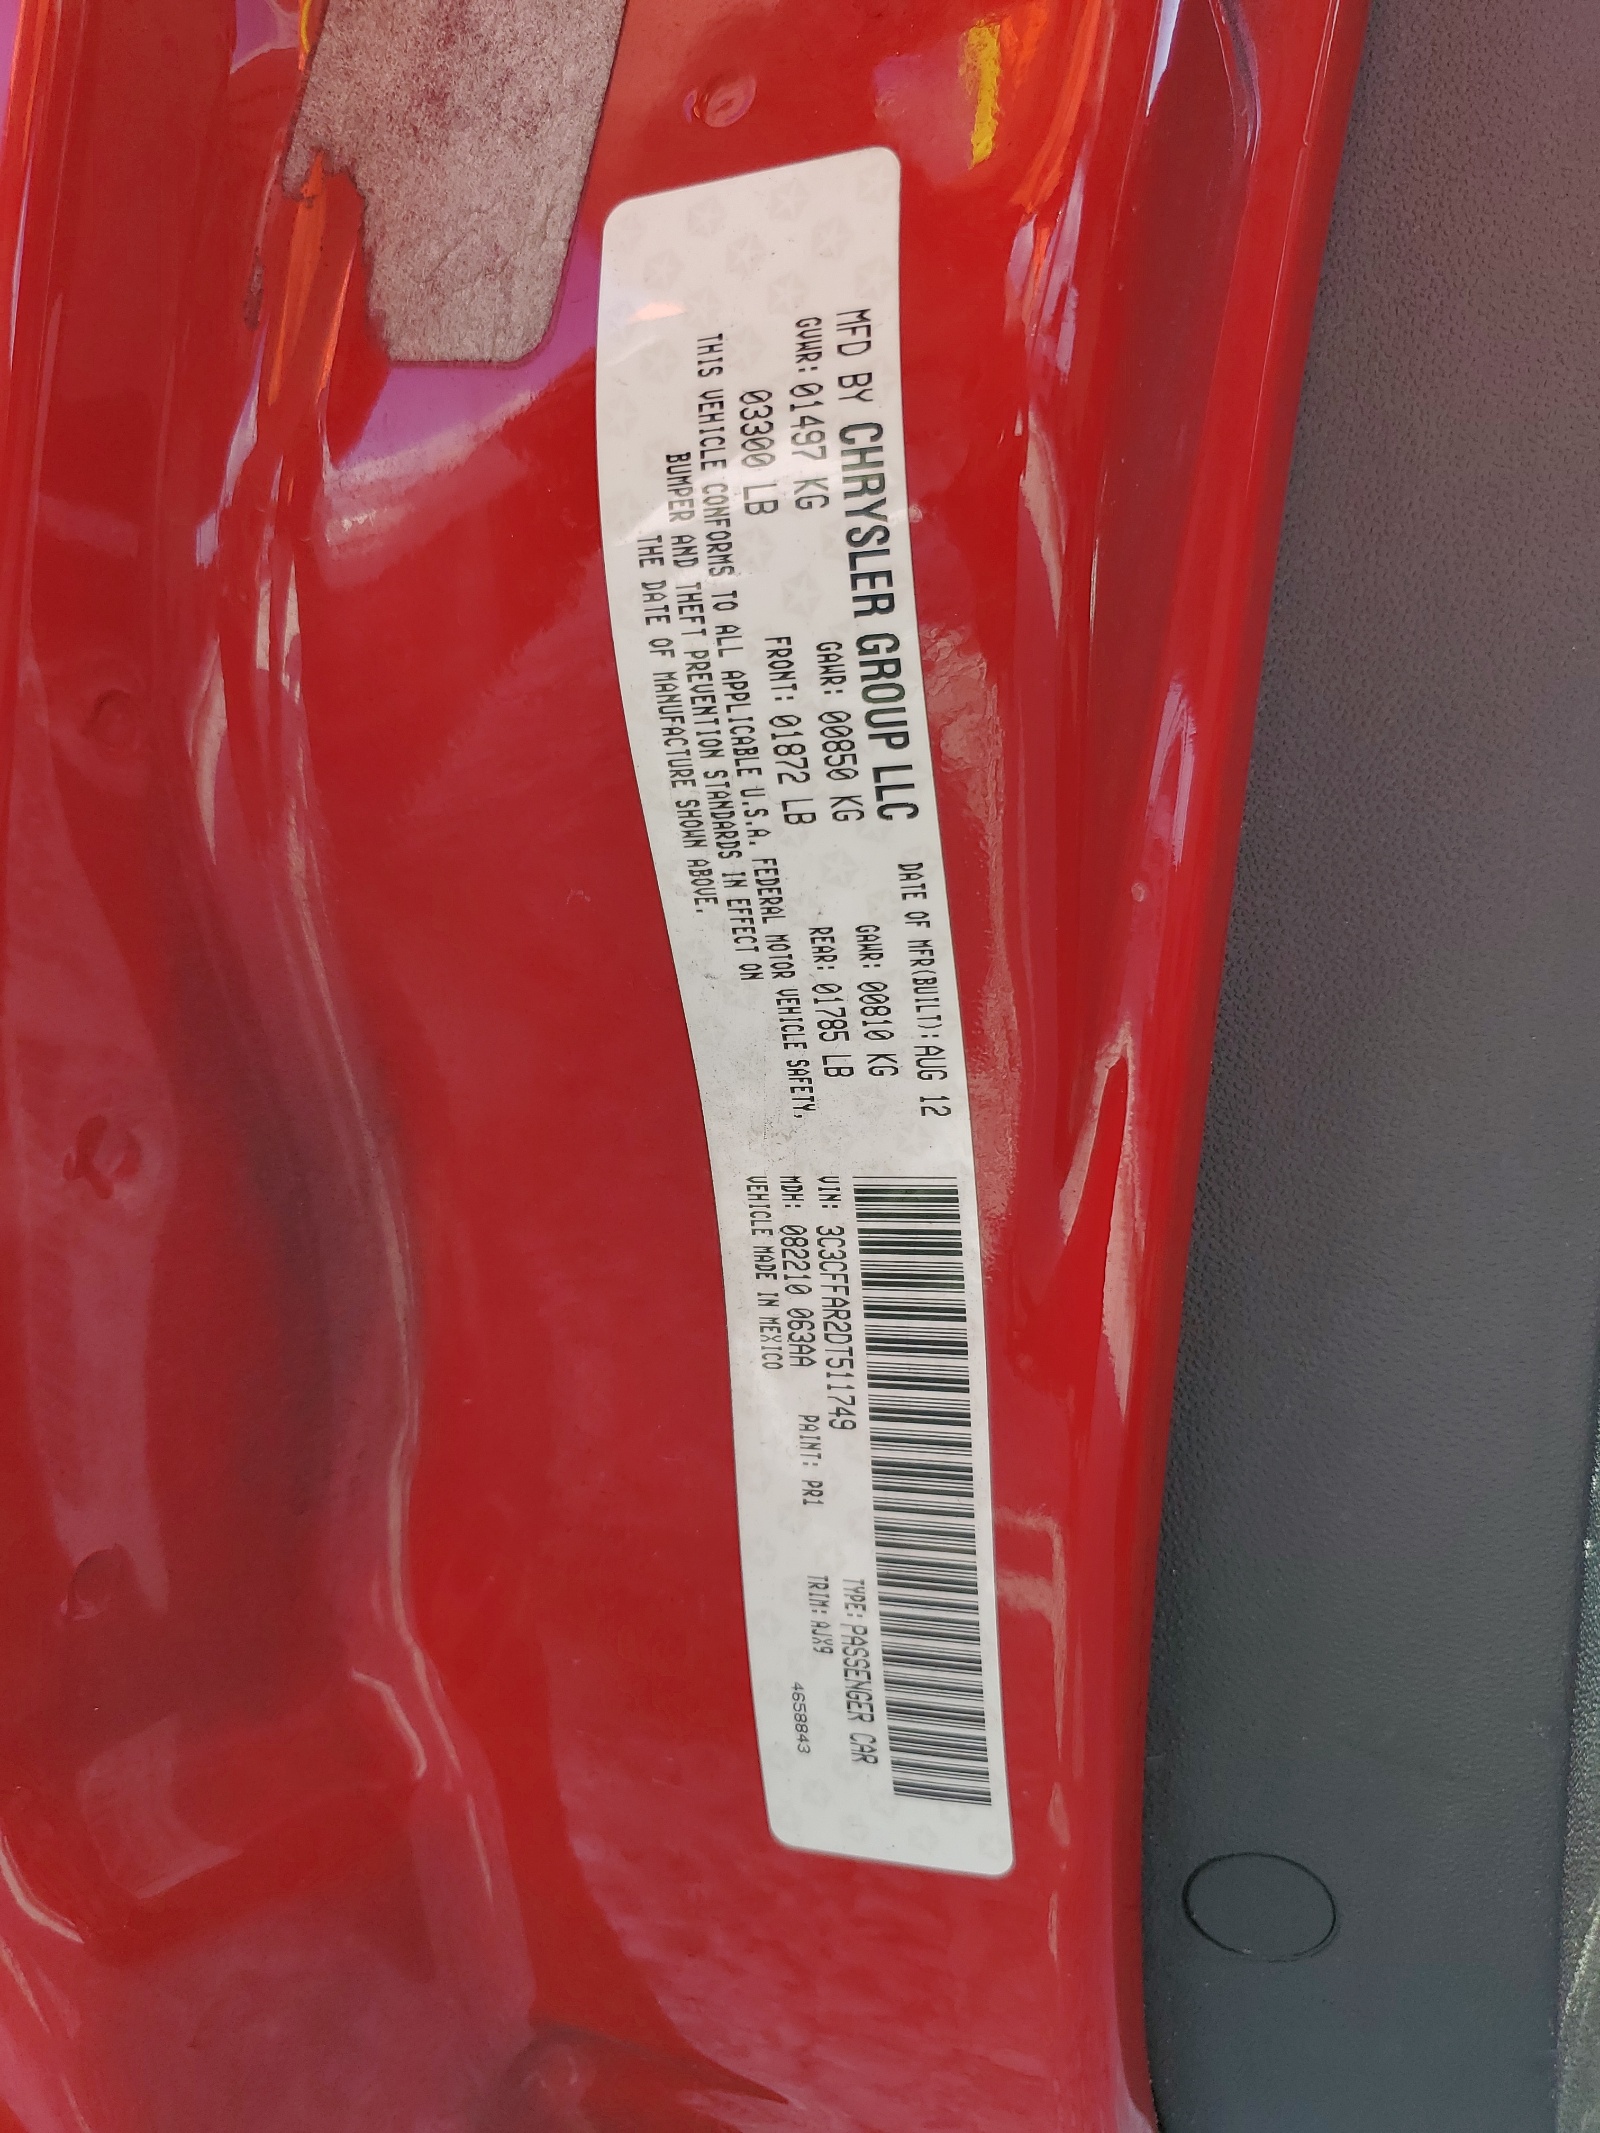 MFD BY CHRYSLER GROUP LLC DATE OF MFR(BUILT): AUG 12
GVWR: 01497 KG GAWR: 00850 KG GAWR: 00810 KG
03300 LB FRONT: 01872 LB REAR: 01785 LB
THIS VEHICLE CONFORMS TO ALL APPLICABLE U.S.A. FEDERAL MOTOR VEHICLE SAFETY,
BUMPER AND THEFT PREVENTION STANDARDS IN EFFECT ON
THE DATE OF MANUFACTURE SHOWN ABOVE.
VIN: 3C3CFFAR2DT511749 TYPE: PASSENGER CAR
MDH: 082210 063AA PAINT: PR1 TRIM: AJX9
VEHICLE MADE IN MEXICO 4658843